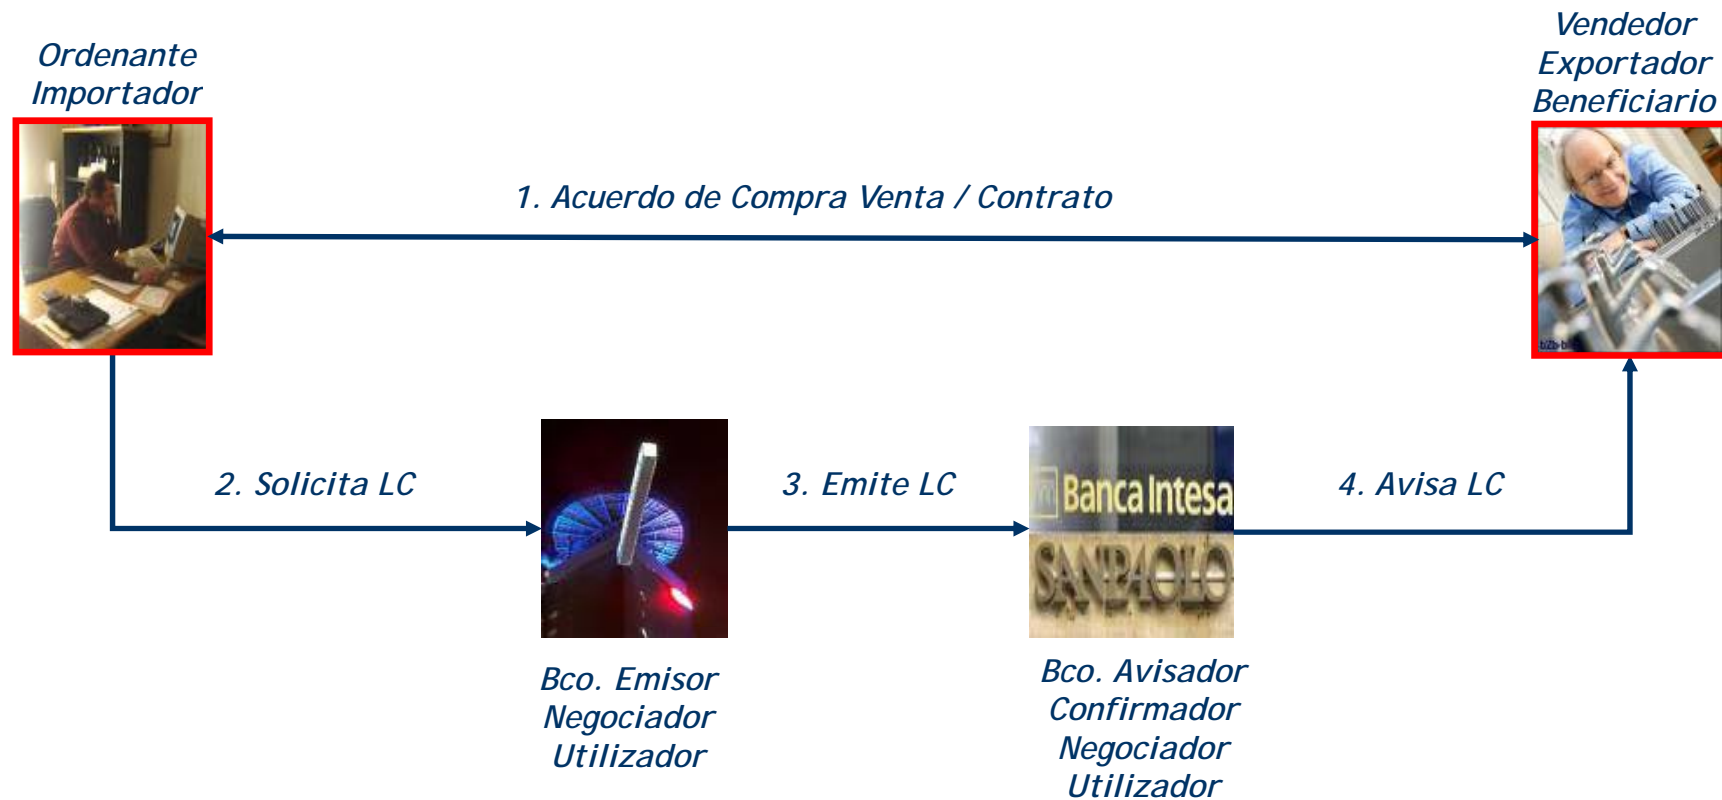 Ordenante
Importador
Vendedor
Exportador
Beneficiario
1. Acuerdo de Compra Venta / Contrato
2. Solicita LC
3. Emite LC
4. Avisa LC
Banca Intesa
SANPAOLO
Bco. Emisor
Negociador
Utilizador
Bco. Avisador
Confirmador
Negociador
Utilizador